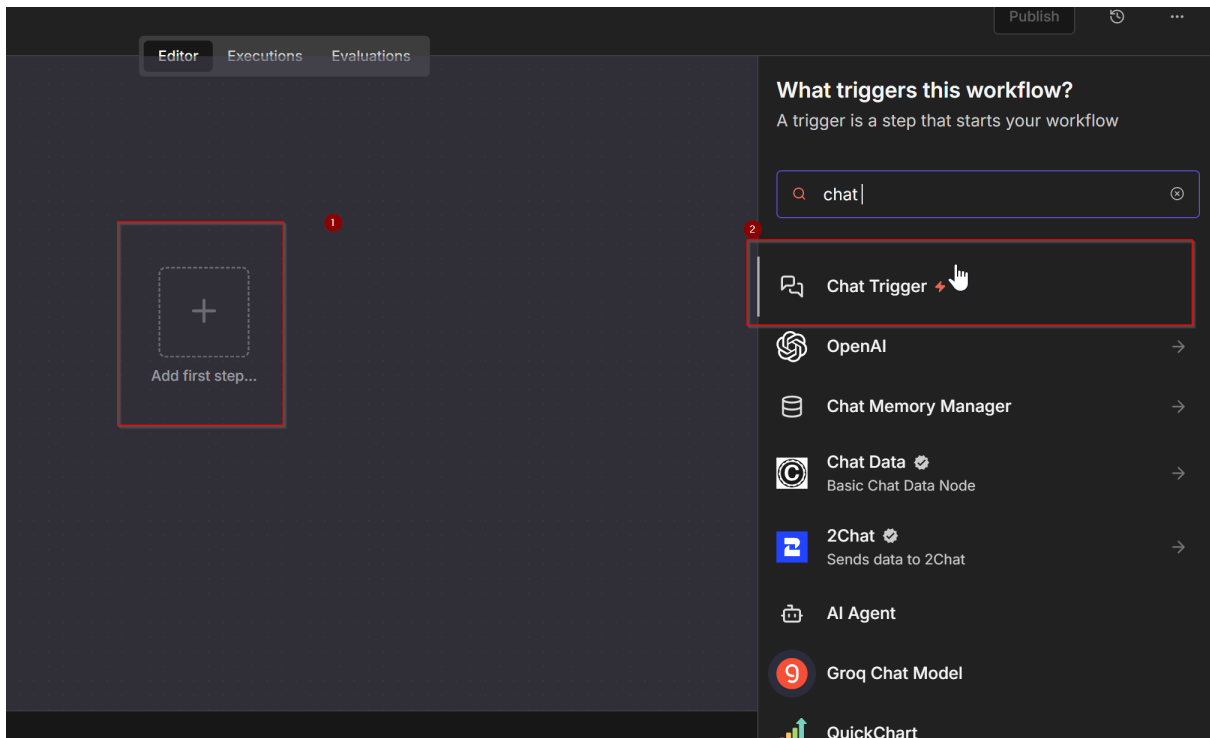 Publish
Editor
Executions
Evaluations
What triggers this workflow?
A trigger is a step that starts your workflow
chat
1
Add first step...
2
Chat Trigger
OpenAI
Chat Memory Manager
Chat Data
Basic Chat Data Node
2Chat
Sends data to 2Chat
AI Agent
Groq Chat Model
QuickChart